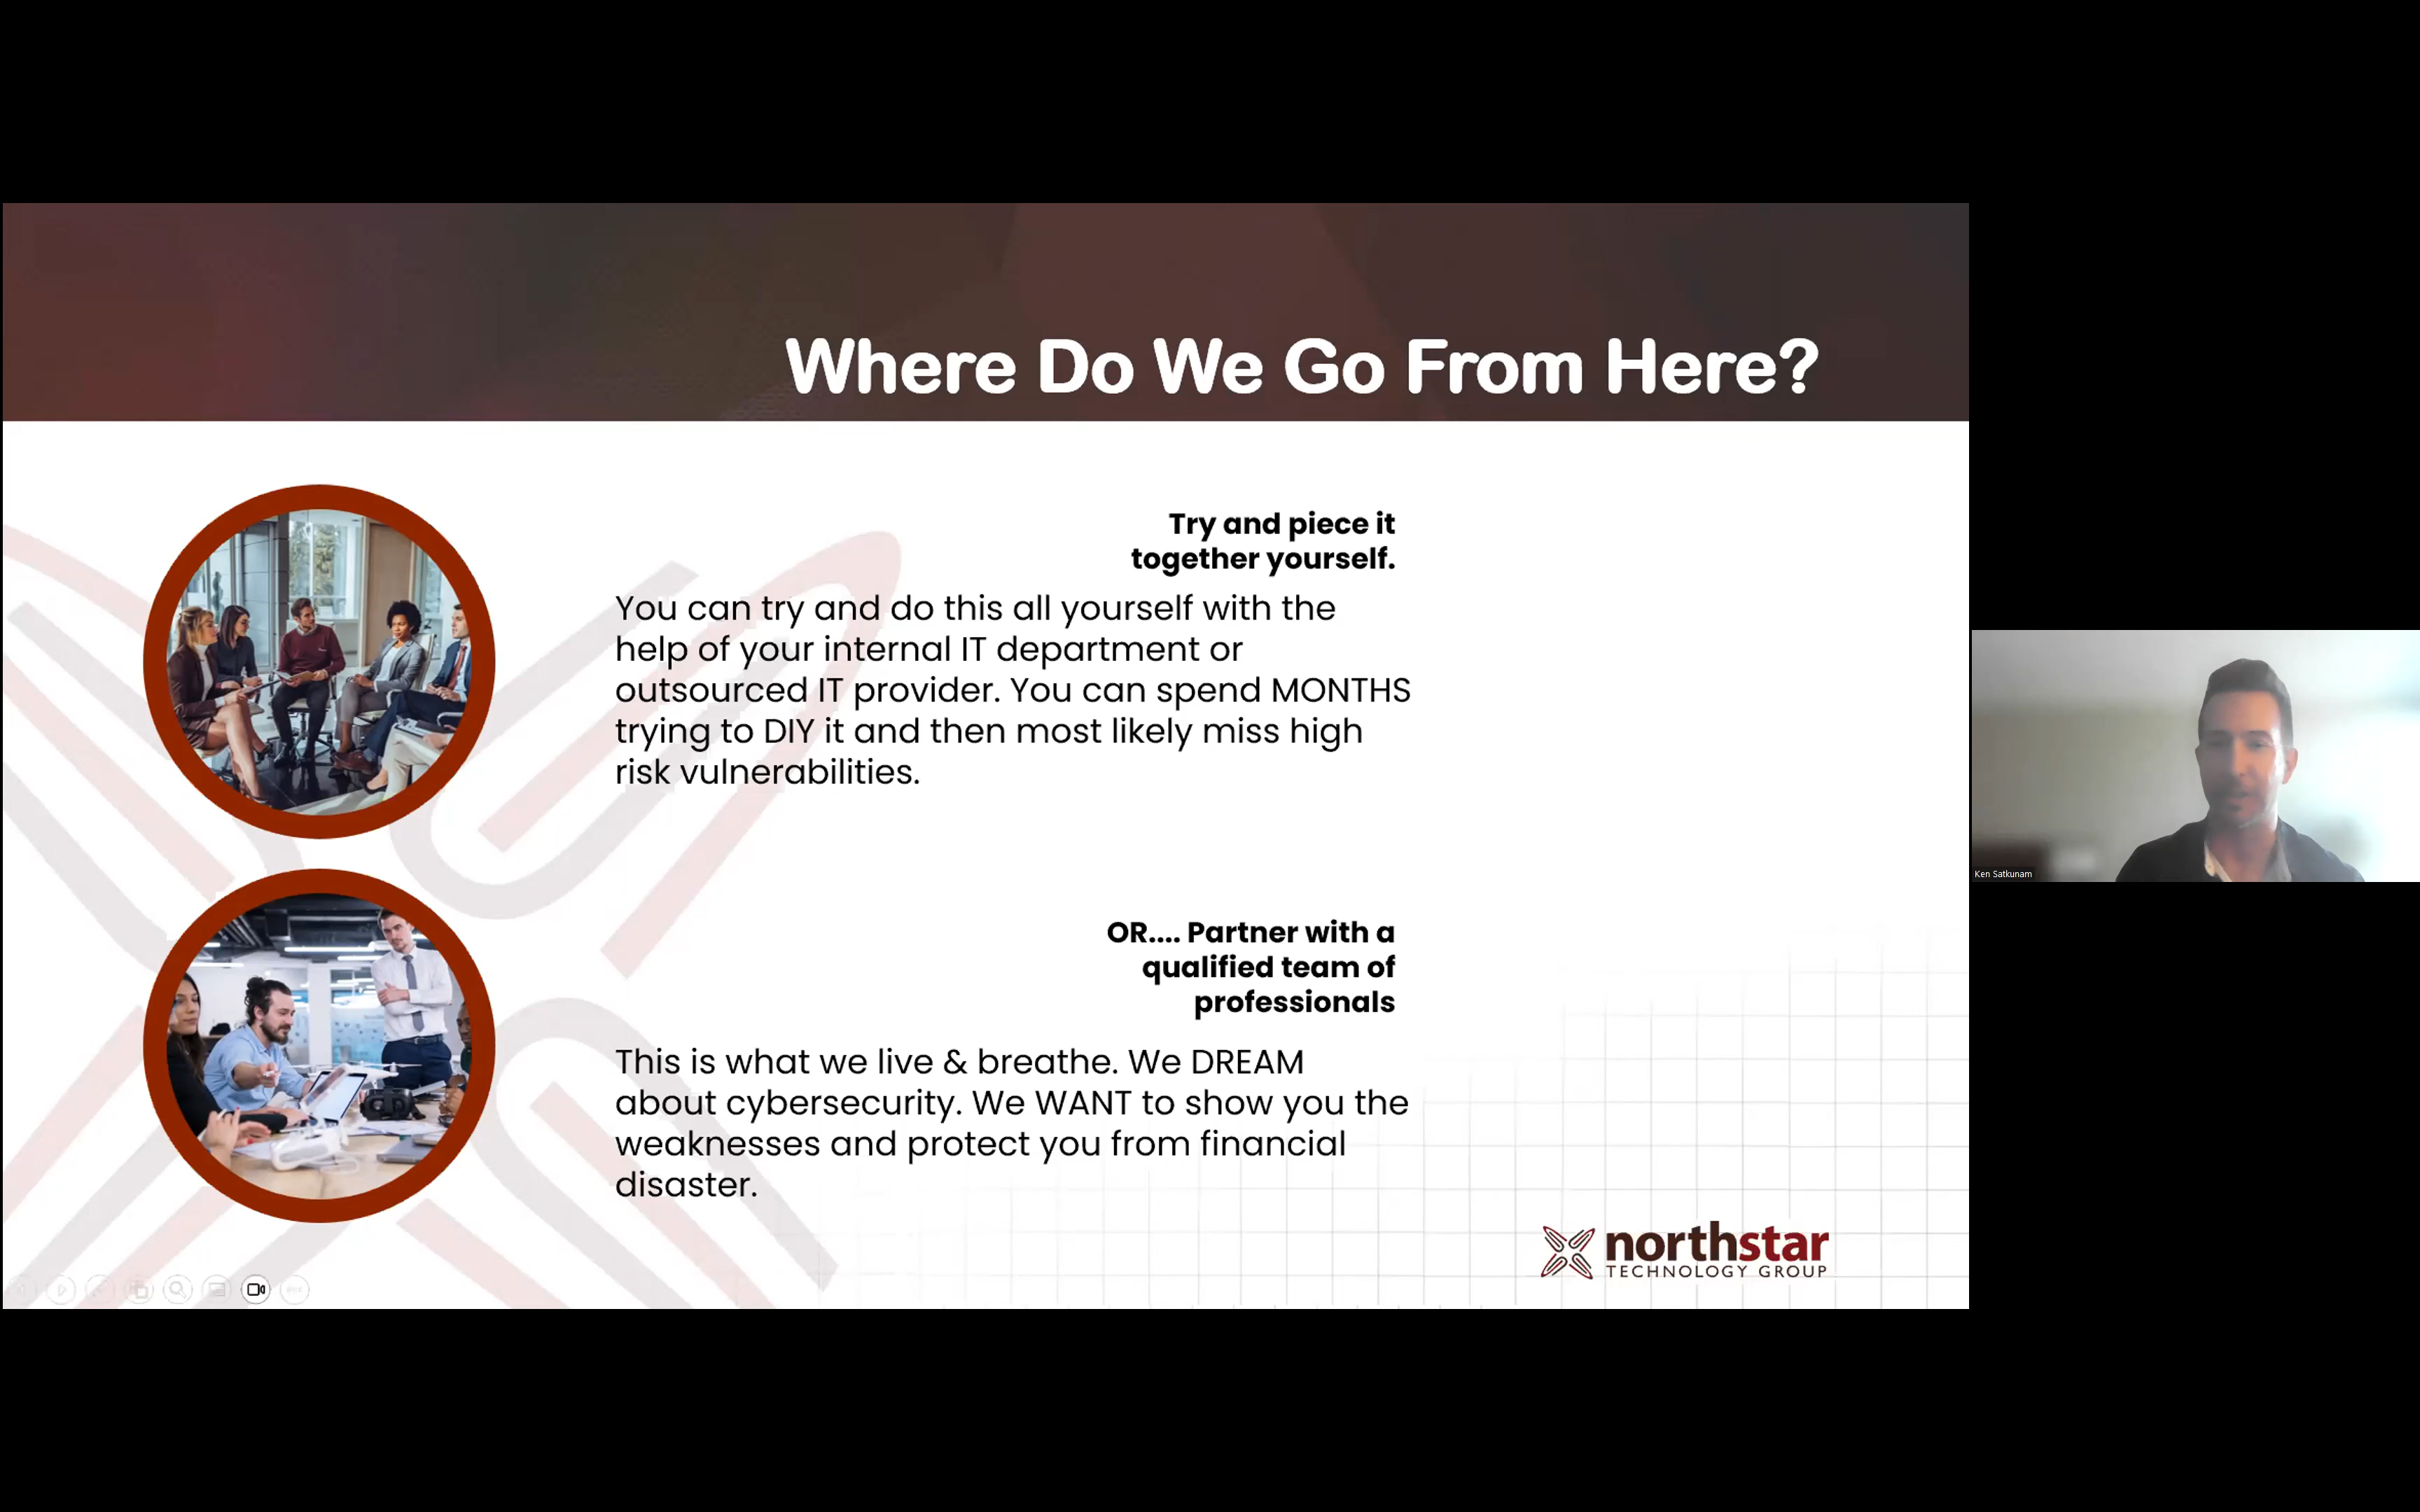 Where Do We Go From Here?
Try and piece it
together yourself.
You can try and do this all yourself with the
help of your internal IT department or
outsourced IT provider. You can spend MONTHS
trying to DIY it and then most likely miss high
risk vulnerabilities.
OR.... Partner with a
qualified team of
professionals
This is what we live & breathe. We DREAM
about cybersecurity. We WANT to show you the
weaknesses and protect you from financial
disaster.
northstar
TECHNOLOGY GROUP
Ken Satkunam